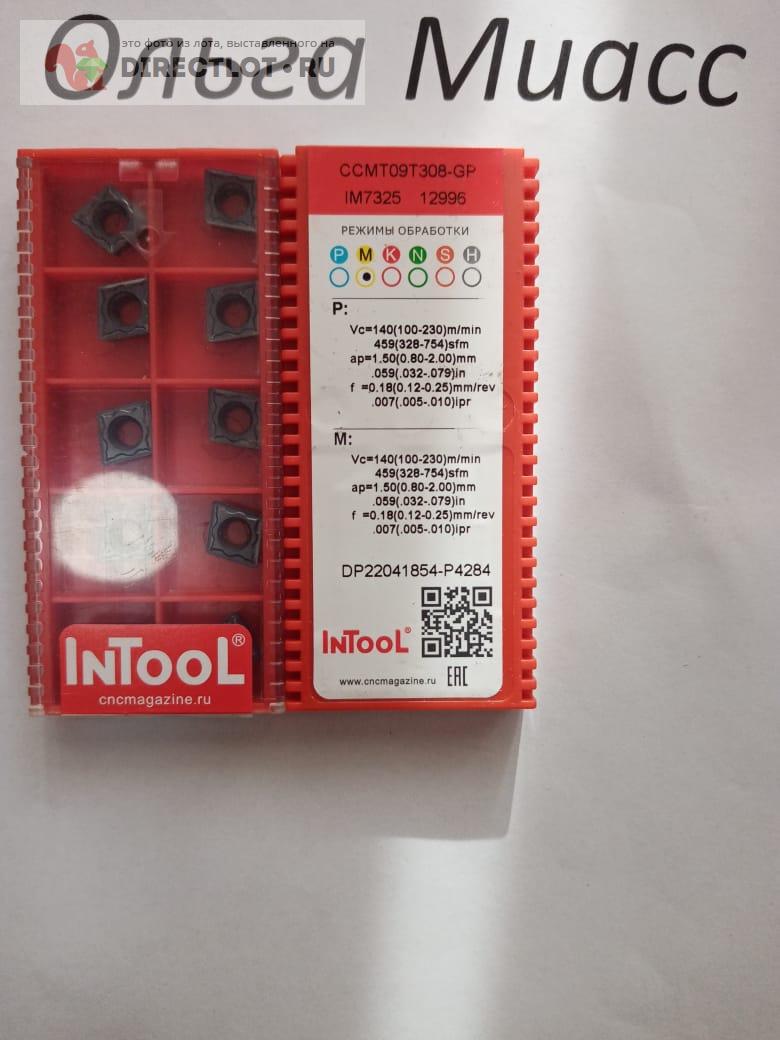 это фото из лота, выставленного на
DIRECTLOT.RU
Ольга Миасс
CCMT09T308-GP
IM7325 12996
РЕЖИМЫ ОБРАБОТКИ
P M K N S H
P:
Vc=140(100-230)m/min
459(328-754)sfm
ap=1.50(0.80-2.00)mm
.059(.032-.079)in
f =0.18(0.12-0.25)mm/rev
.007(.005-.010)ipr
M:
Vc=140(100-230)m/min
459(328-754)sfm
ap=1.50(0.80-2.00)mm
.059(.032-.079)in
f =0.18(0.12-0.25)mm/rev
.007(.005-.010)ipr
DP22041854-P4284
INTOOL®
www.cncmagazine.ru EAC
INTOOL®
cncmagazine.ru